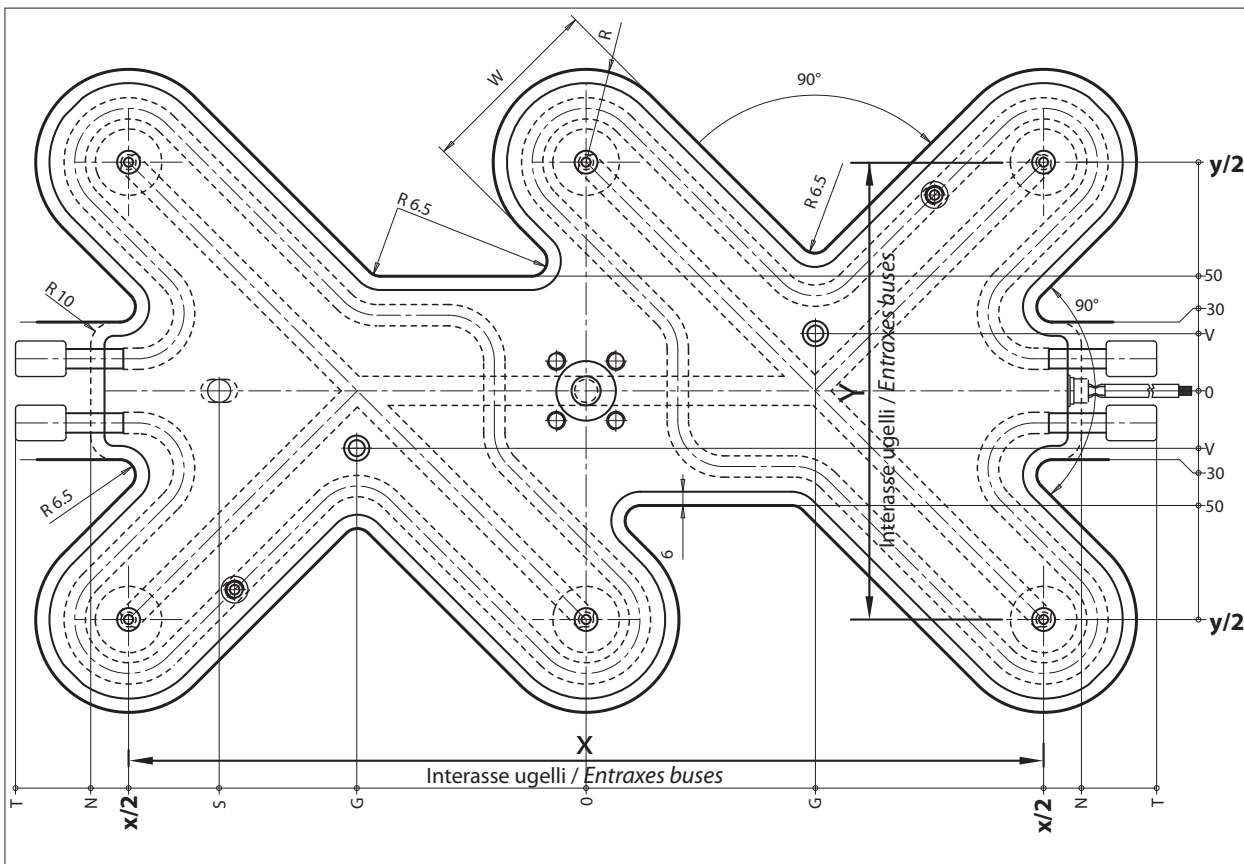 W
R
90°
R 6.5
R 6.5
y/2
50
R 10
90°
30
V
Y
Interasse ugelli / Entraxes buses
0
V
R 6.5
30
50
6
y/2
X
Interasse ugelli / Entraxes buses
T
N
x/2
S
G
0
G
x/2
N
T